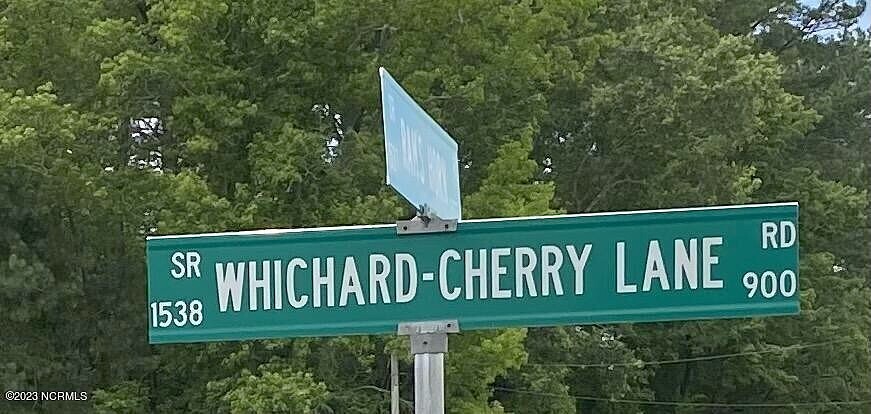 SR WHICHARD-CHERRY LANE RD
1538 900
©2023 NCRMLS